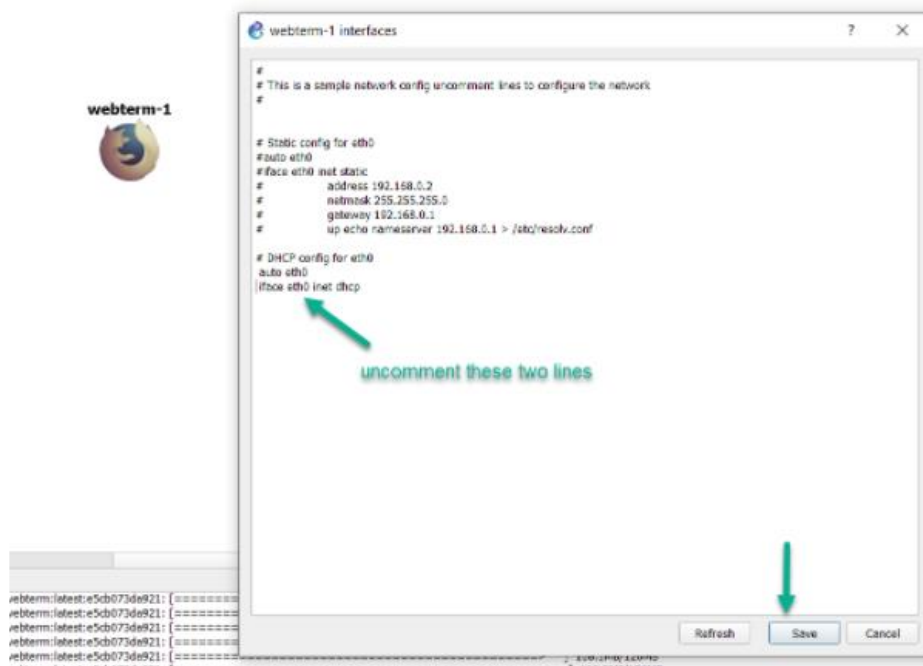 webterm-1 interfaces
? X
#
# This is a sample network config uncomment lines to configure the network
#
webterm-1
# Static config for eth0
#auto eth0
#iface eth0 inet static
# address 192.168.0.2
# netmask 255.255.255.0
# gateway 192.168.0.1
# up echo nameserver 192.168.0.1 > /etc/resolv.conf
# DHCP config for eth0
auto eth0
iface eth0 inet dhcp
uncomment these two lines
webterm:latest:e5cb073da921: [========
webterm:latest:e5cb073da921: [========
webterm:latest:e5cb073da921: [========
webterm:latest:e5cb073da921: [========
webterm:latest:e5cb073da921: [========
Refresh Save Cancel